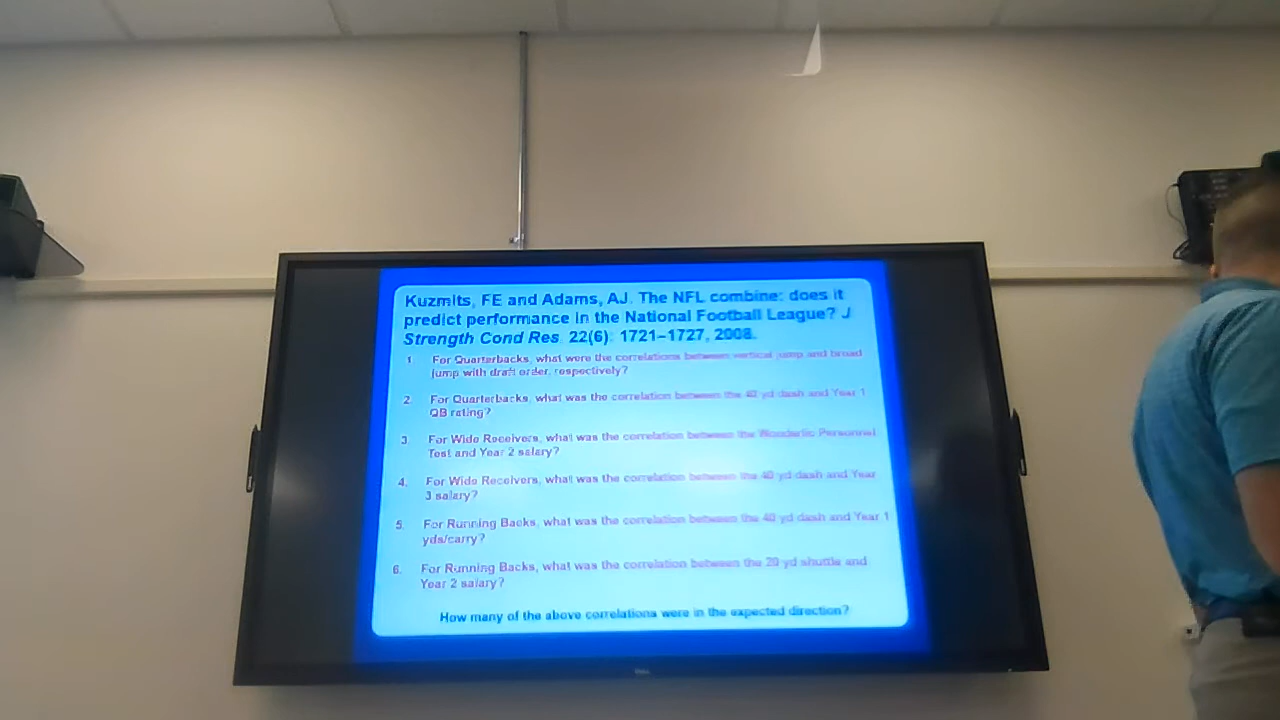 Kuzmits, FE and Adams, AJ. The NFL combine: does it
predict performance in the National Football League? J
Strength Cond Res. 22(6): 1721–1727, 2008.
1. For Quarterbacks, what were the correlations between vertical jump and broad
jump with draft order, respectively?
2. For Quarterbacks, what was the correlation between the 40 yd dash and Year 1
QB rating?
3. For Wide Receivers, what was the correlation between the Wonderlic Personnel
Test and Year 2 salary?
4. For Wide Receivers, what was the correlation between the 40 yd dash and Year
3 salary?
5. For Running Backs, what was the correlation between the 40 yd dash and Year 1
yds/carry?
6. For Running Backs, what was the correlation between the 20 yd shuttle and
Year 2 salary?
How many of the above correlations were in the expected direction?
DELL